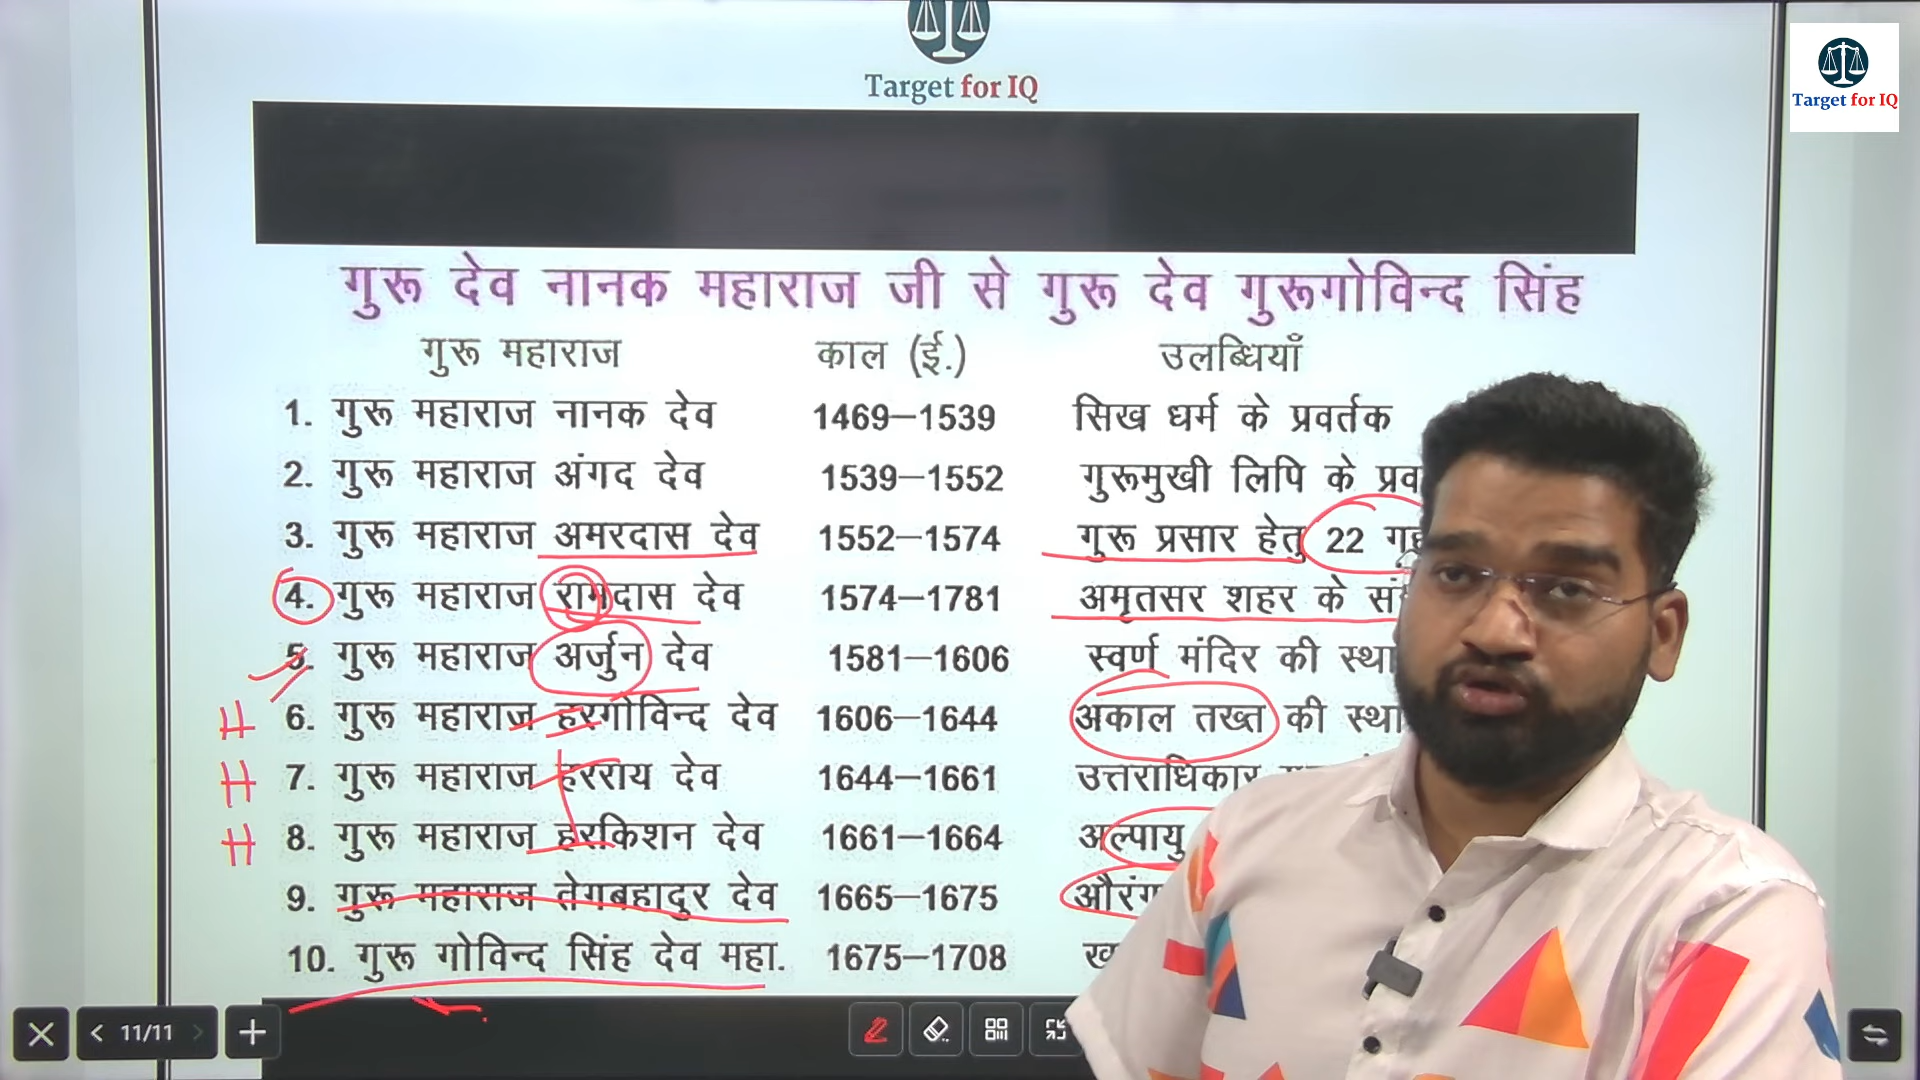 Target for IQ
Target for IQ
गुरू देव नानक महाराज जी से गुरू देव गुरूगोविन्द सिंह
गुरू महाराज काल (ई.) उलब्धियाँ
1. गुरू महाराज नानक देव 1469–1539 सिख धर्म के प्रवर्तक
2. गुरू महाराज अंगद देव 1539–1552 गुरूमुखी लिपि के
3. गुरू महाराज अमरदास देव 1552–1574 गुरू प्रसार हेतु 22
4. गुरू महाराज रामदास देव 1574–1781 अमृतसर शहर के
5. गुरू महाराज अर्जुन देव 1581–1606 स्वर्ण मंदिर की
6. गुरू महाराज हरगोविन्द देव 1606–1644 अकाल तख्त की
7. गुरू महाराज हरराय देव 1644–1661 उत्तराधिकार
8. गुरू महाराज हरकिशन देव 1661–1664 अल्पायु
9. गुरू महाराज तेगबहादुर देव 1665–1675
10. गुरू गोविन्द सिंह देव महा. 1675–1708
11/11